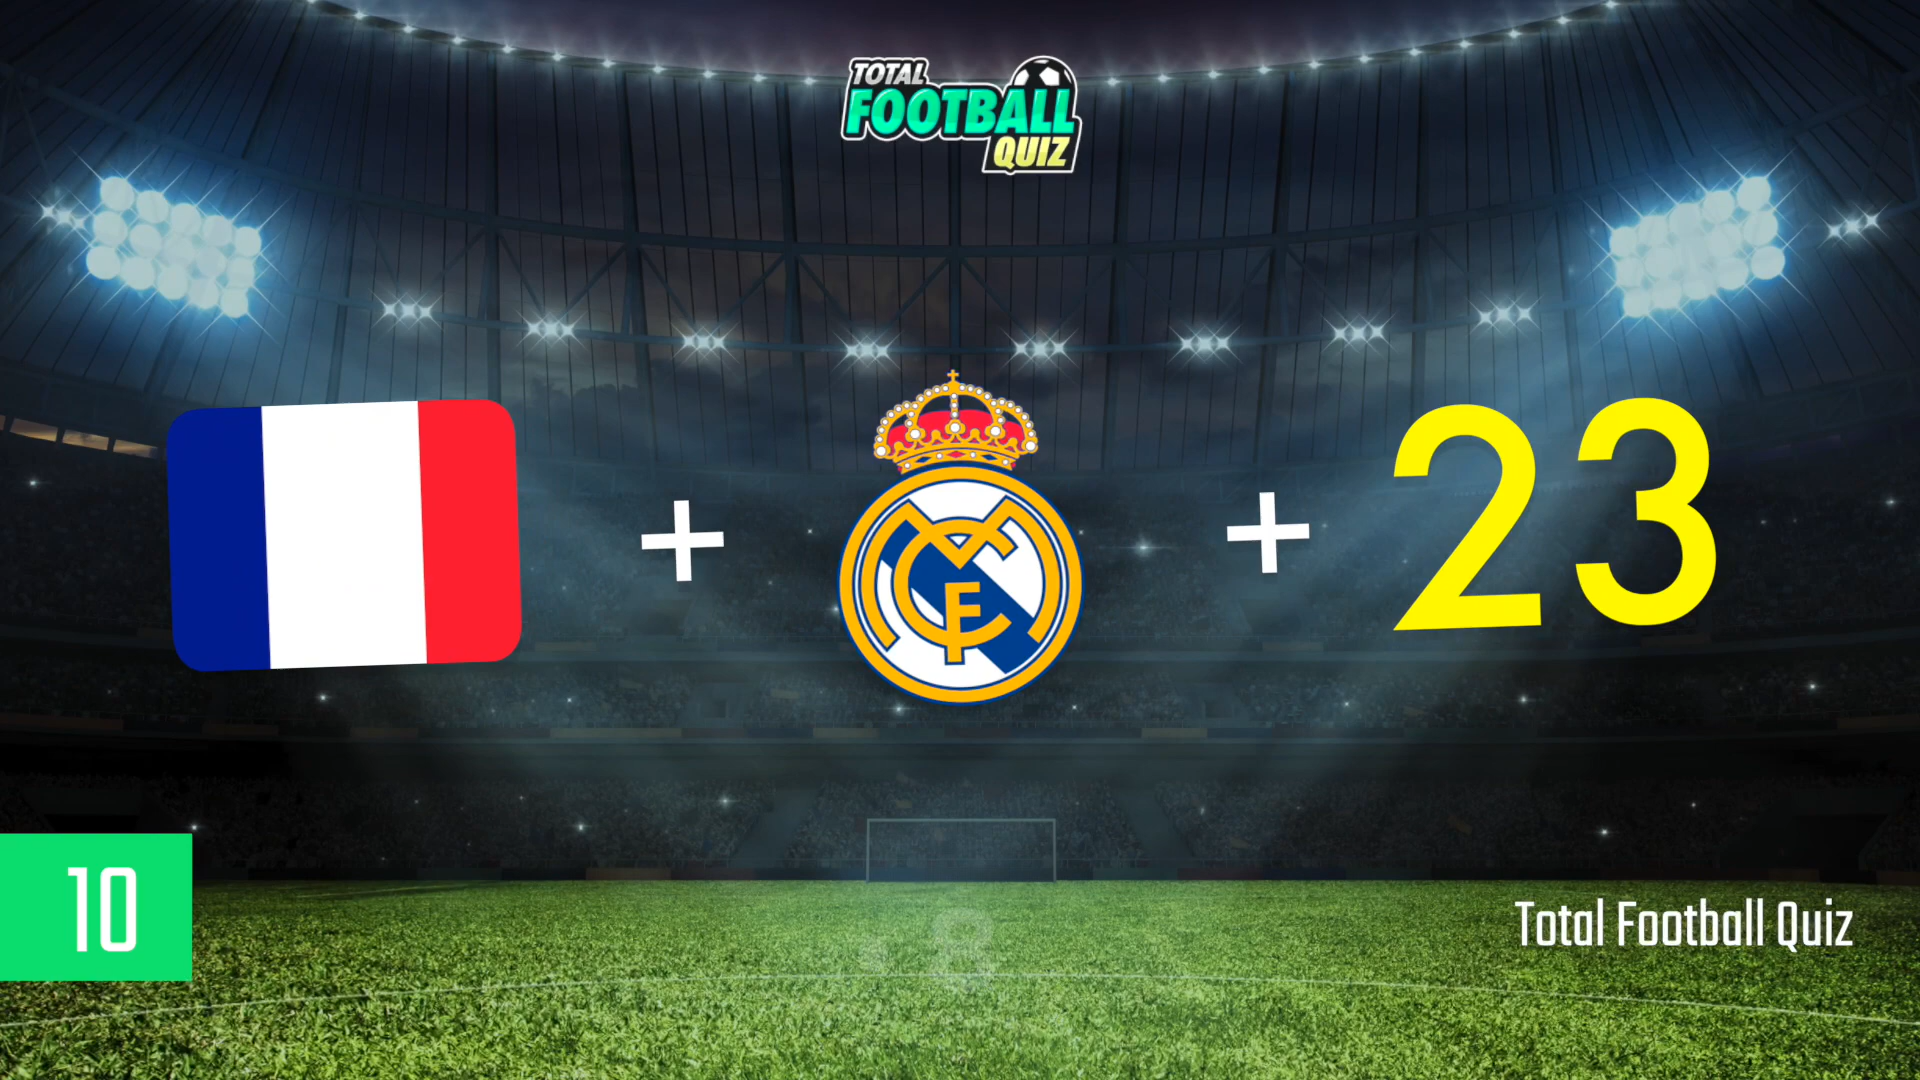 TOTAL
FOOTBALL
QUIZ
+ + 23
10
Total Football Quiz